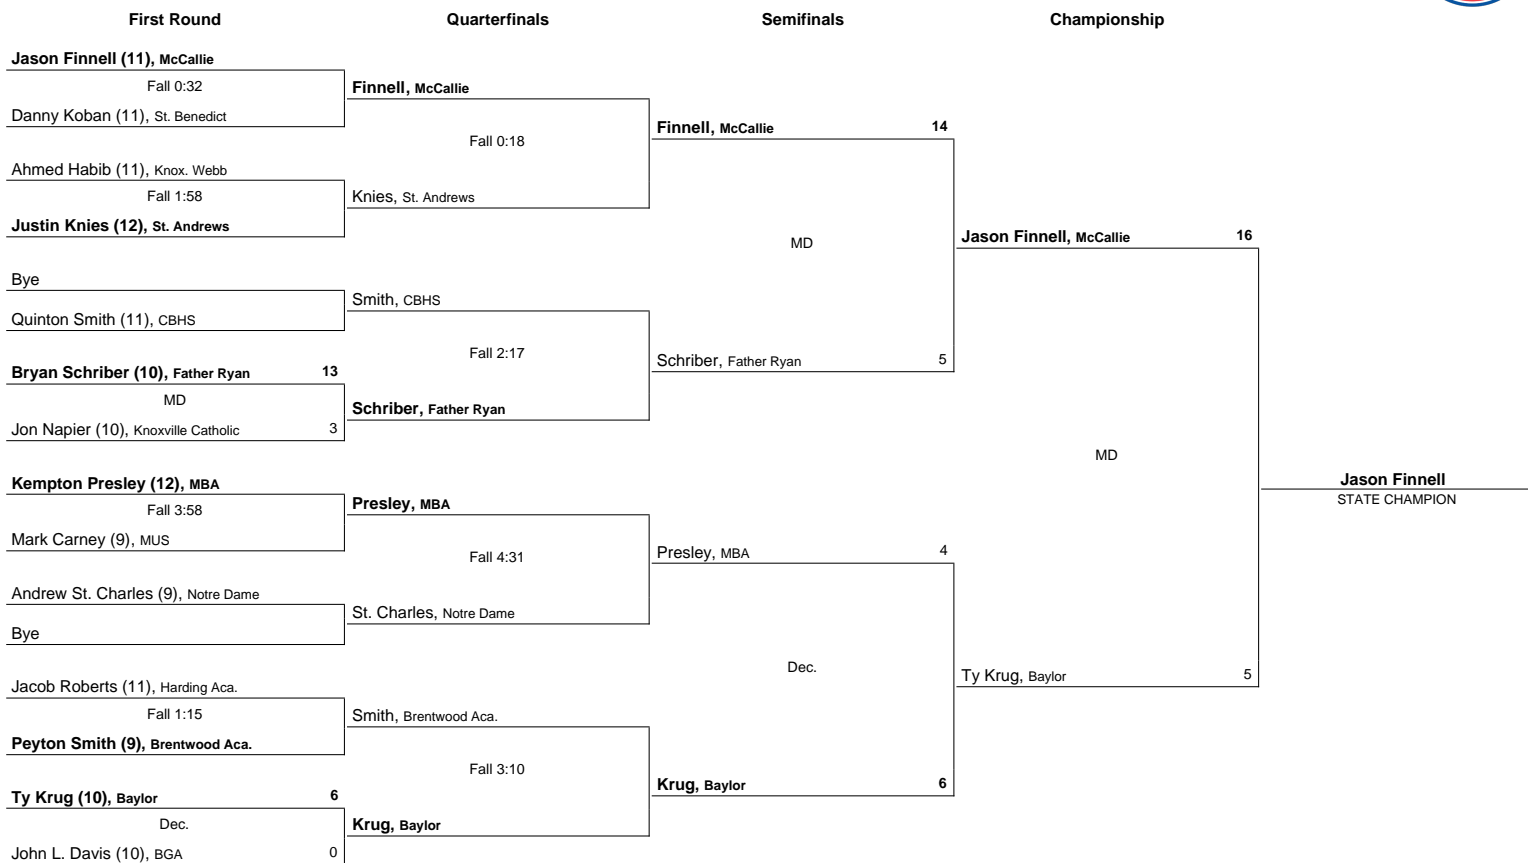 First Round
Quarterfinals
Semifinals
Championship
Jason Finnell (11), McCallie
Fall 0:32
Danny Koban (11), St. Benedict
Ahmed Habib (11), Knox. Webb
Fall 1:58
Justin Knies (12), St. Andrews
Bye
Quinton Smith (11), CBHS
Bryan Schriber (10), Father Ryan 13
MD
Jon Napier (10), Knoxville Catholic 3
Kempton Presley (12), MBA
Fall 3:58
Mark Carney (9), MUS
Andrew St. Charles (9), Notre Dame
Bye
Jacob Roberts (11), Harding Aca.
Fall 1:15
Peyton Smith (9), Brentwood Aca.
Ty Krug (10), Baylor 6
Dec.
John L. Davis (10), BGA 0
Finnell, McCallie
Fall 0:18
Knies, St. Andrews
Smith, CBHS
Fall 2:17
Schriber, Father Ryan
Presley, MBA
Fall 4:31
St. Charles, Notre Dame
Smith, Brentwood Aca.
Fall 3:10
Krug, Baylor
Finnell, McCallie 14
MD
Schriber, Father Ryan 5
Presley, MBA 4
Dec.
Krug, Baylor 6
Jason Finnell, McCallie 16
MD
Ty Krug, Baylor 5
Jason Finnell
STATE CHAMPION